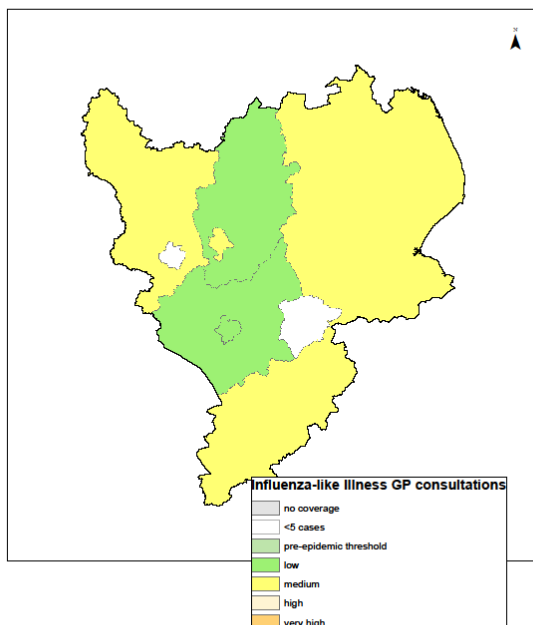 Influenza-like Illness GP consultations
no coverage
<5 cases
pre-epidemic threshold
low
medium
high
very high